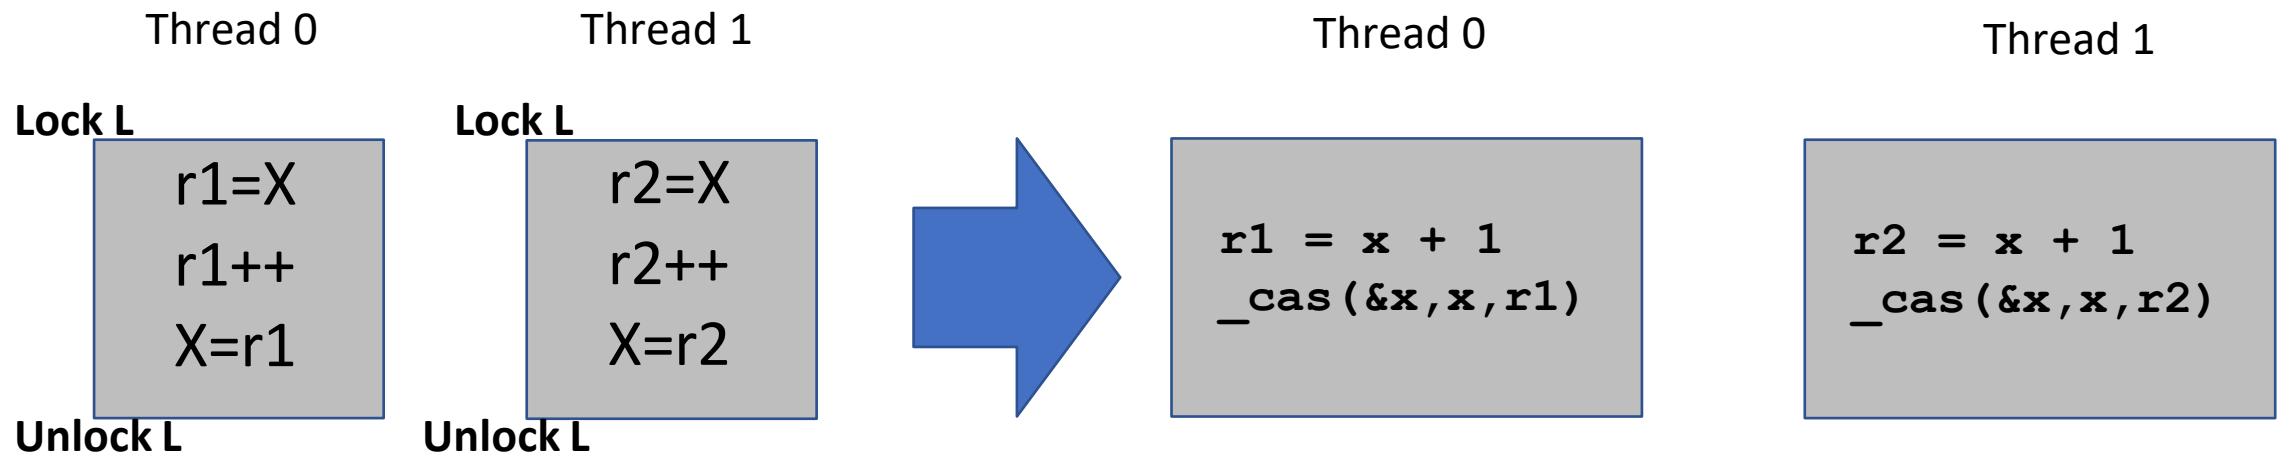 Thread 0
Lock L
r1=X
r1++
X=r1
Unlock L
Thread 1
Lock L
r2=X
r2++
X=r2
Unlock L
Thread 0
r1 = x + 1
_cas(&x,x,r1)
Thread 1
r2 = x + 1
_cas(&x,x,r2)